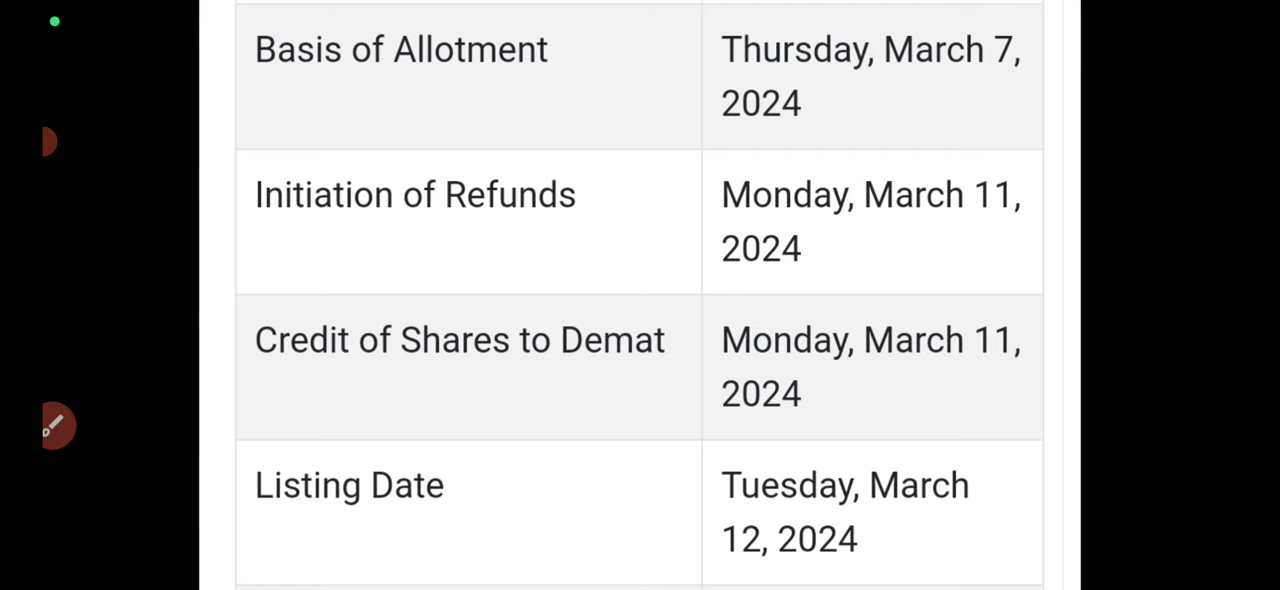 Basis of Allotment
Thursday, March 7,
2024
Initiation of Refunds
Monday, March 11,
2024
Credit of Shares to Demat
Monday, March 11,
2024
Listing Date
Tuesday, March
12, 2024